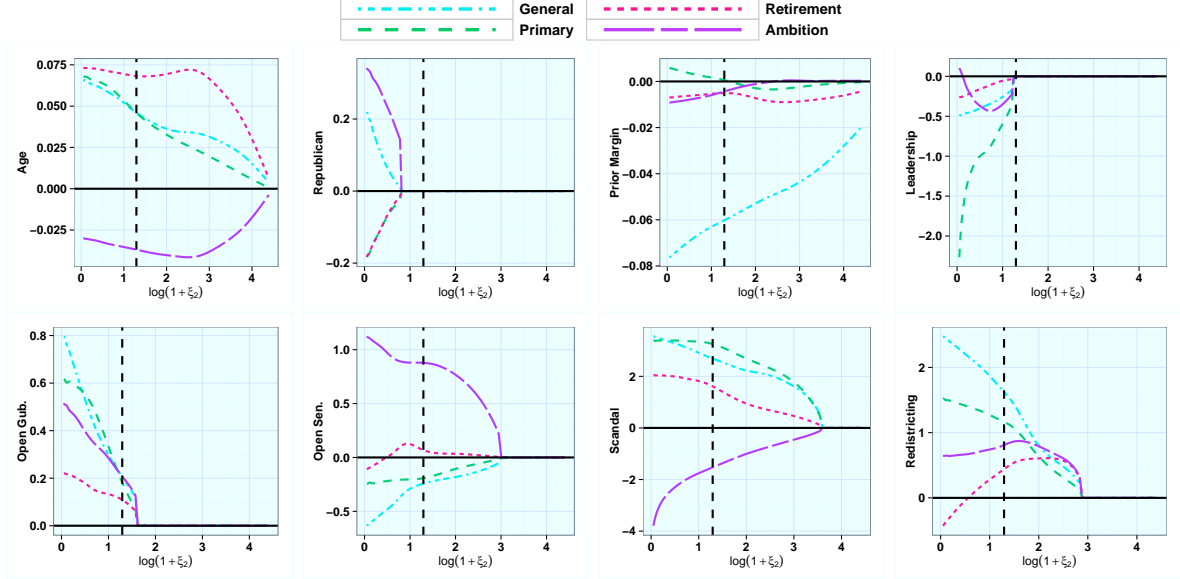 General Retirement
Primary Ambition
Age
0.075
0.050
0.025
0.000
−0.025
0 1 2 3 4
log(1+ξ₂)
Republican
0.2
0.0
−0.2
0 1 2 3 4
log(1+ξ₂)
Prior Margin
0.00
−0.02
−0.04
−0.06
−0.08
0 1 2 3 4
log(1+ξ₂)
Leadership
0.0
−0.5
−1.0
−1.5
−2.0
0 1 2 3 4
log(1+ξ₂)
Open Gub.
0.8
0.6
0.4
0.2
0.0
0 1 2 3 4
log(1+ξ₂)
Open Sen.
1.0
0.5
0.0
−0.5
0 1 2 3 4
log(1+ξ₂)
Scandal
2
0
−2
−4
0 1 2 3 4
log(1+ξ₂)
Redistricting
2
1
0
0 1 2 3 4
log(1+ξ₂)